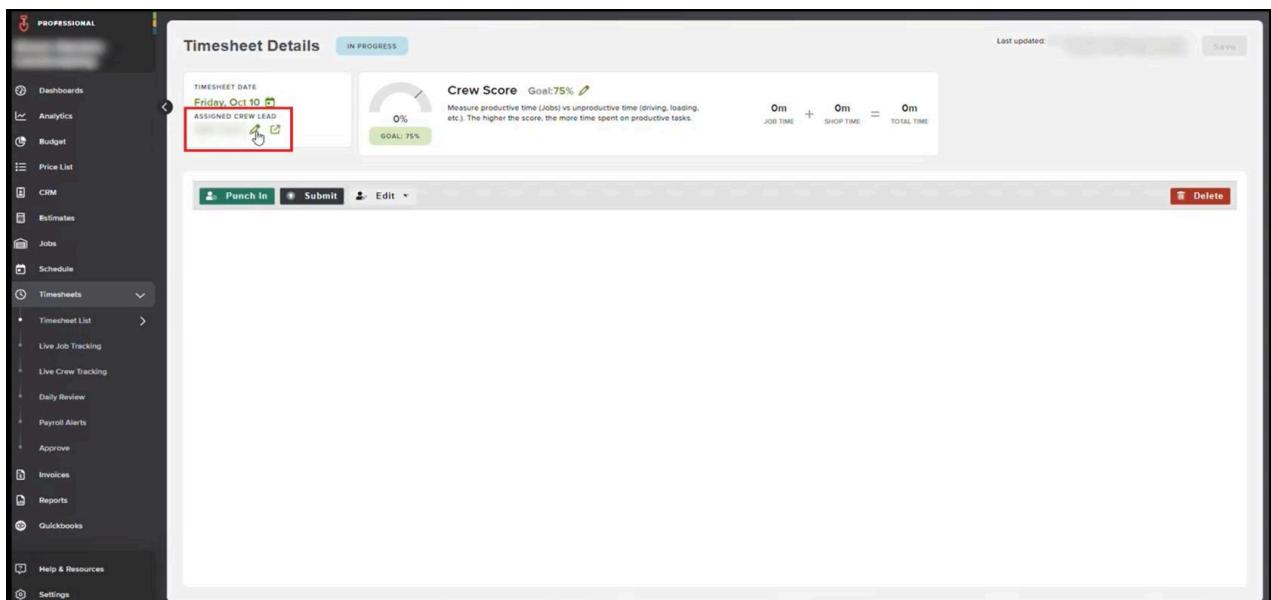 PROFESSIONAL
Dashboards
Analytics
Budget
Price List
CRM
Estimates
Jobs
Schedule
Timesheets
Timesheet List
Live Job Tracking
Live Crew Tracking
Daily Review
Payroll Alerts
Approve
Invoices
Reports
Quickbooks
Help & Resources
Settings
Timesheet Details IN PROGRESS
Last updated:
Save
TIMESHEET DATE
Friday, Oct 10
ASSIGNED CREW LEAD
0%
GOAL: 75%
Crew Score Goal:75%
Measure productive time (Jobs) vs unproductive time (driving, loading,
etc.). The higher the score, the more time spent on productive tasks.
0m + 0m = 0m
JOB TIME SHOP TIME TOTAL TIME
Punch In Submit Edit Delete